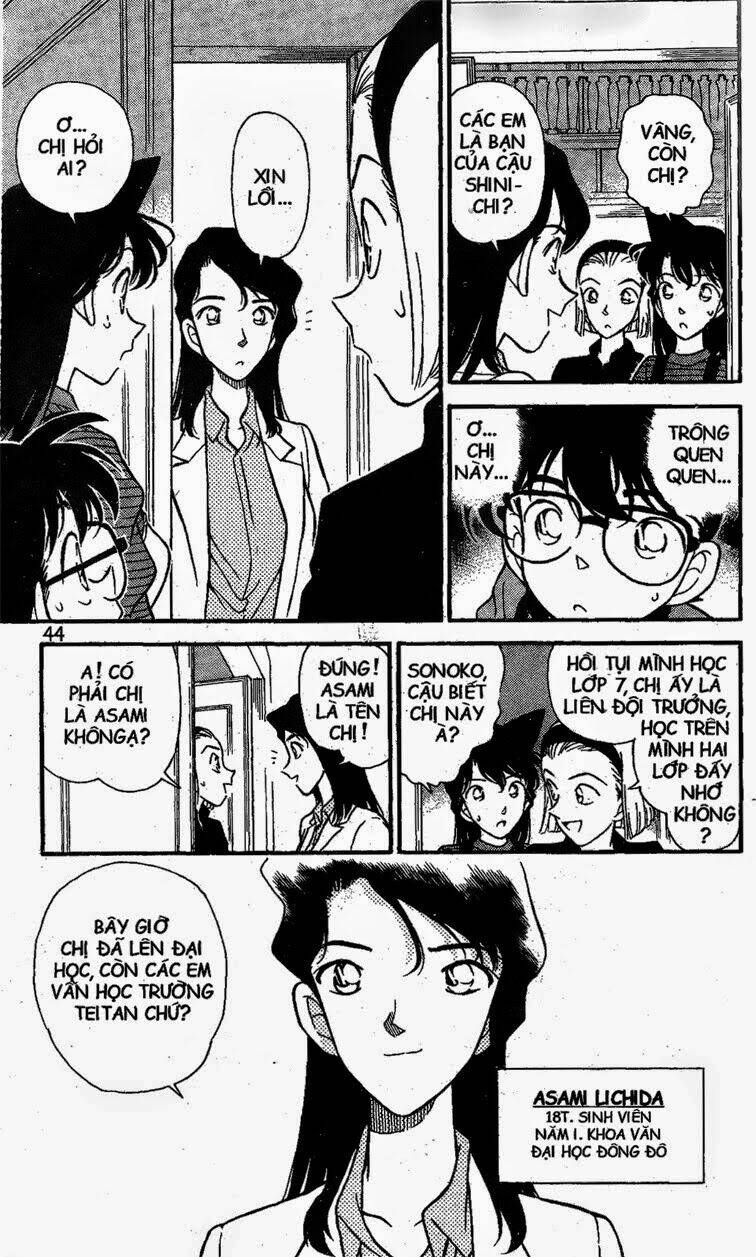 Ơ...
CHỊ HỎI
AI?
XIN
LỖI...
CÁC EM
LÀ BẠN
CỦA CẬU
SHINI-
CHI?
VÂNG,
CÒN
CHỊ?
Ơ...
CHỊ
NÀY...
TRÔNG
QUEN
QUEN...
44
A! CÓ
PHẢI CHỊ
LÀ ASAMI
KHÔNGẠ?
ĐÚNG!
ASAMI
LÀ TÊN
CHỊ!
SONOKO,
CẬU BIẾT
CHỊ NÀY
À?
HỒI TỤI MÌNH HỌC
LỚP 7, CHỊ ẤY LÀ
LIÊN ĐỘI TRƯỞNG,
HỌC TRÊN
MÌNH HAI
LỚP ĐẤY
NHỚ
KHÔNG
?
BÂY GIỜ
CHỊ ĐÃ LÊN ĐẠI
HỌC, CÒN CÁC EM
VẪN HỌC TRƯỜNG
TEITAN CHỨ?
ASAMI LICHIDA
18T. SINH VIÊN
NĂM I. KHOA VĂN
ĐẠI HỌC ĐÔNG ĐÔ